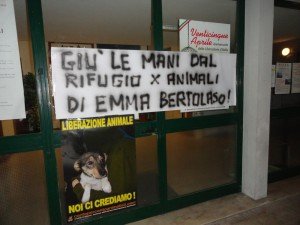 Venticinque
Aprile
GIU' LE MANI DAL
RIFUGIO X ANIMALI
DI EMMA BERTOLASO!
LIBERAZIONE ANIMALE
NOI CI CREDIAMO!